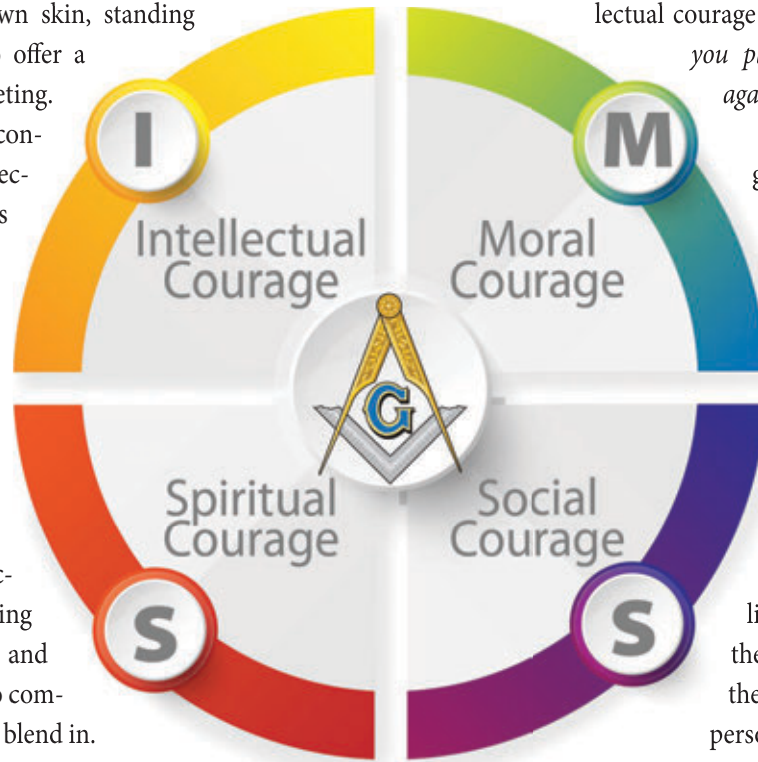 wn skin, standing
offer a
eting.
con-
ec-
s
c-
ing
and
o com-
blend in.
I
Intellectual
Courage
M
Moral
Courage
G
Spiritual
Courage
S
Social
Courage
S
lectual courage
you pl
aga
g
li
the
the
perso